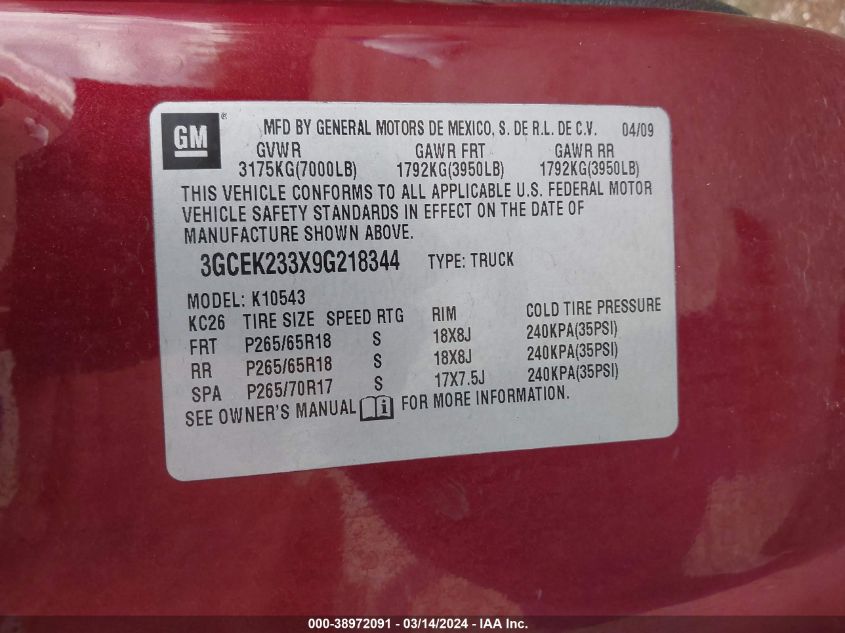 GM ® MFD BY GENERAL MOTORS DE MEXICO, S. DE R.L. DE C.V. 04/09
GVWR GAWR FRT GAWR RR
3175KG(7000LB) 1792KG(3950LB) 1792KG(3950LB)
THIS VEHICLE CONFORMS TO ALL APPLICABLE U.S. FEDERAL MOTOR
VEHICLE SAFETY STANDARDS IN EFFECT ON THE DATE OF
MANUFACTURE SHOWN ABOVE.
3GCEK233X9G218344 TYPE: TRUCK
MODEL: K10543
KC26 TIRE SIZE SPEED RTG RIM COLD TIRE PRESSURE
FRT P265/65R18 S 18X8J 240KPA(35PSI)
RR P265/65R18 S 18X8J 240KPA(35PSI)
SPA P265/70R17 S 17X7.5J 240KPA(35PSI)
SEE OWNER'S MANUAL i FOR MORE INFORMATION.
000-38972091 - 03/14/2024 - IAAI, Inc.